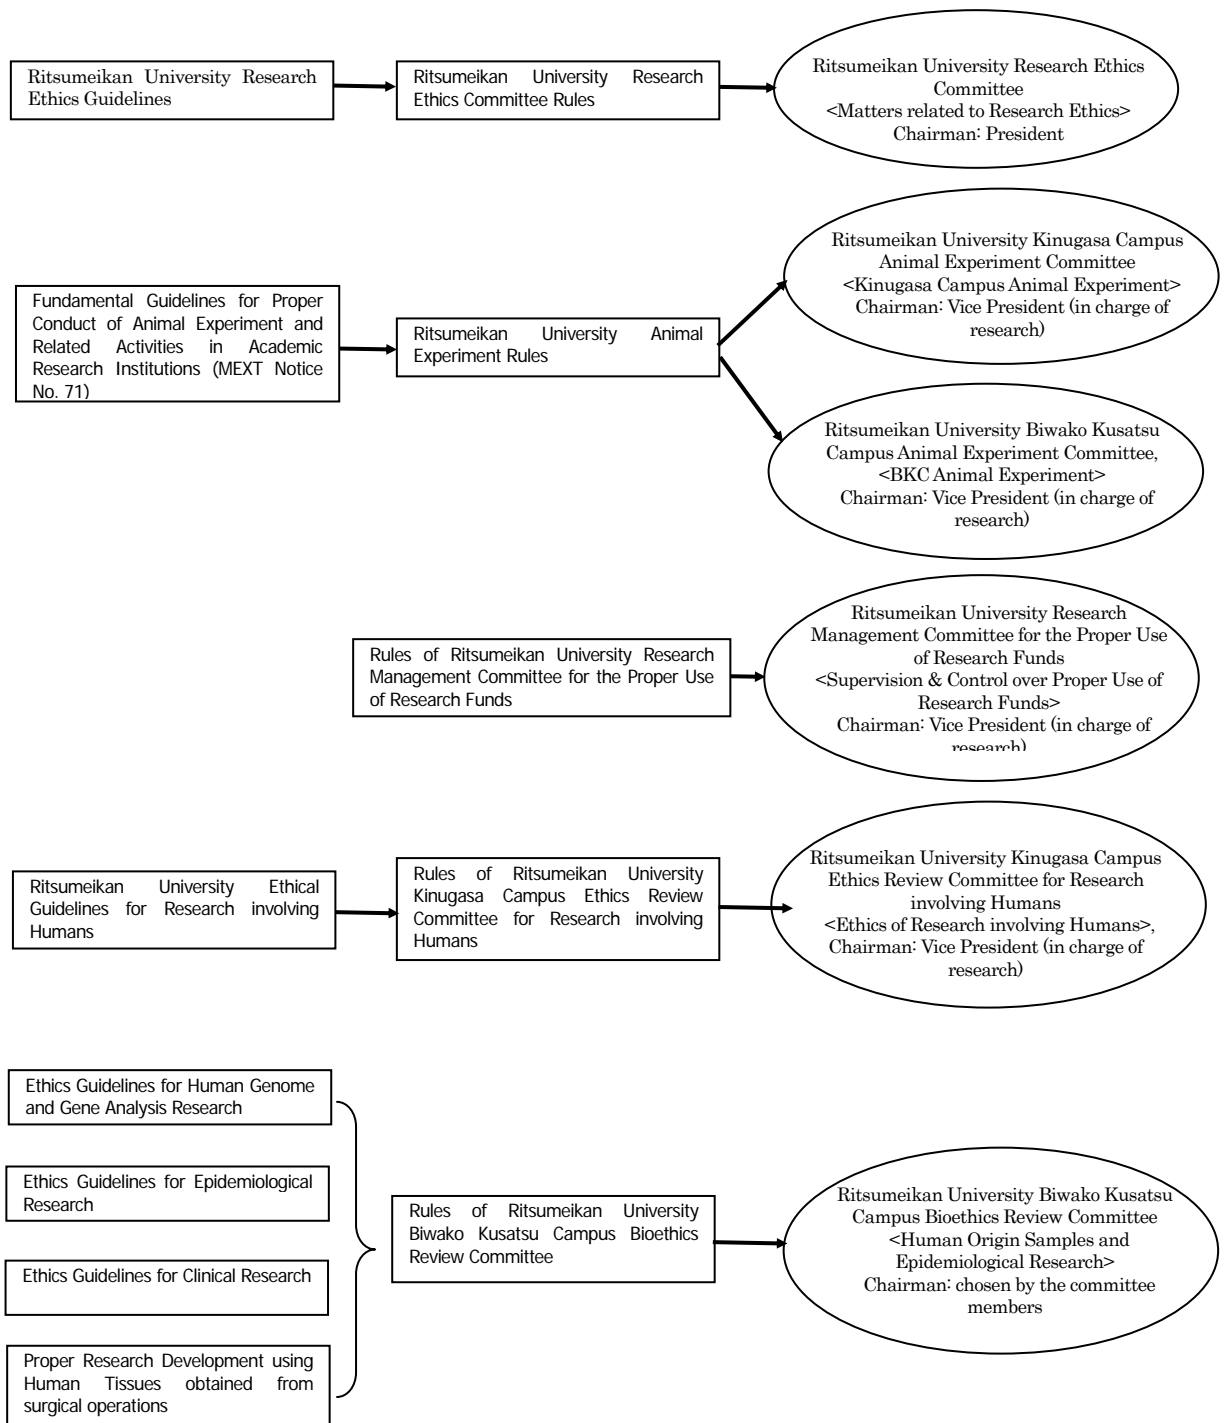 Ritsumeikan University Research
Ethics Guidelines
Ritsumeikan University Research
Ethics Committee Rules
Ritsumeikan University Research Ethics
Committee
<Matters related to Research Ethics>
Chairman: President
Fundamental Guidelines for Proper
Conduct of Animal Experiment and
Related Activities in Academic
Research Institutions (MEXT Notice
No. 71)
Ritsumeikan University Animal
Experiment Rules
Ritsumeikan University Kinugasa Campus
Animal Experiment Committee
<Kinugasa Campus Animal Experiment>
Chairman: Vice President (in charge of
research)
Ritsumeikan University Biwako Kusatsu
Campus Animal Experiment Committee,
<BKC Animal Experiment>
Chairman: Vice President (in charge of
research)
Rules of Ritsumeikan University Research
Management Committee for the Proper Use
of Research Funds
Ritsumeikan University Research
Management Committee for the Proper Use
of Research Funds
<Supervision & Control over Proper Use of
Research Funds>
Chairman: Vice President (in charge of
research)
Ritsumeikan University Ethical
Guidelines for Research involving
Humans
Rules of Ritsumeikan University
Kinugasa Campus Ethics Review
Committee for Research involving
Humans
Ritsumeikan University Kinugasa Campus
Ethics Review Committee for Research
involving Humans
<Ethics of Research involving Humans>,
Chairman: Vice President (in charge of
research)
Ethics Guidelines for Human Genome
and Gene Analysis Research
Ethics Guidelines for Epidemiological
Research
Ethics Guidelines for Clinical Research
Proper Research Development using
Human Tissues obtained from
surgical operations
Rules of Ritsumeikan University
Biwako Kusatsu Campus Bioethics
Review Committee
Ritsumeikan University Biwako Kusatsu
Campus Bioethics Review Committee
<Human Origin Samples and
Epidemiological Research>
Chairman: chosen by the committee
members